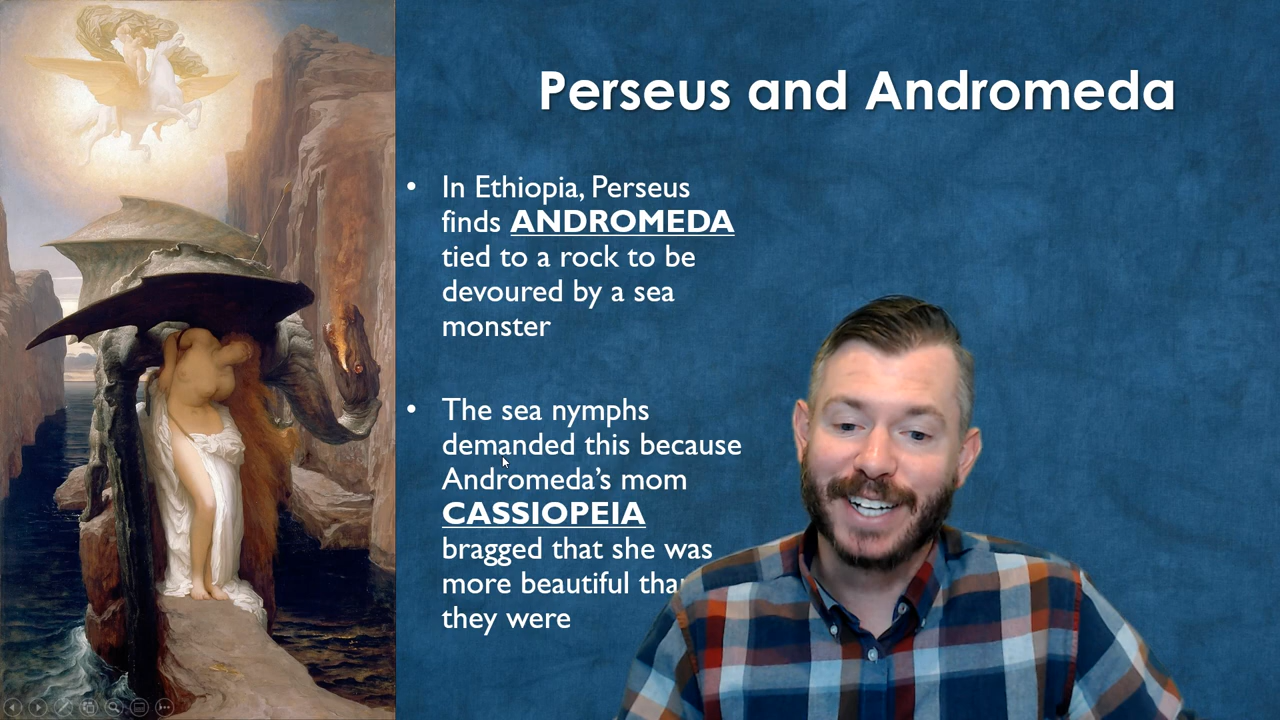 Perseus and Andromeda
• In Ethiopia, Perseus
finds ANDROMEDA
tied to a rock to be
devoured by a sea
monster
• The sea nymphs
demanded this because
Andromeda’s mom
CASSIOPEIA
bragged that she was
more beautiful
they were